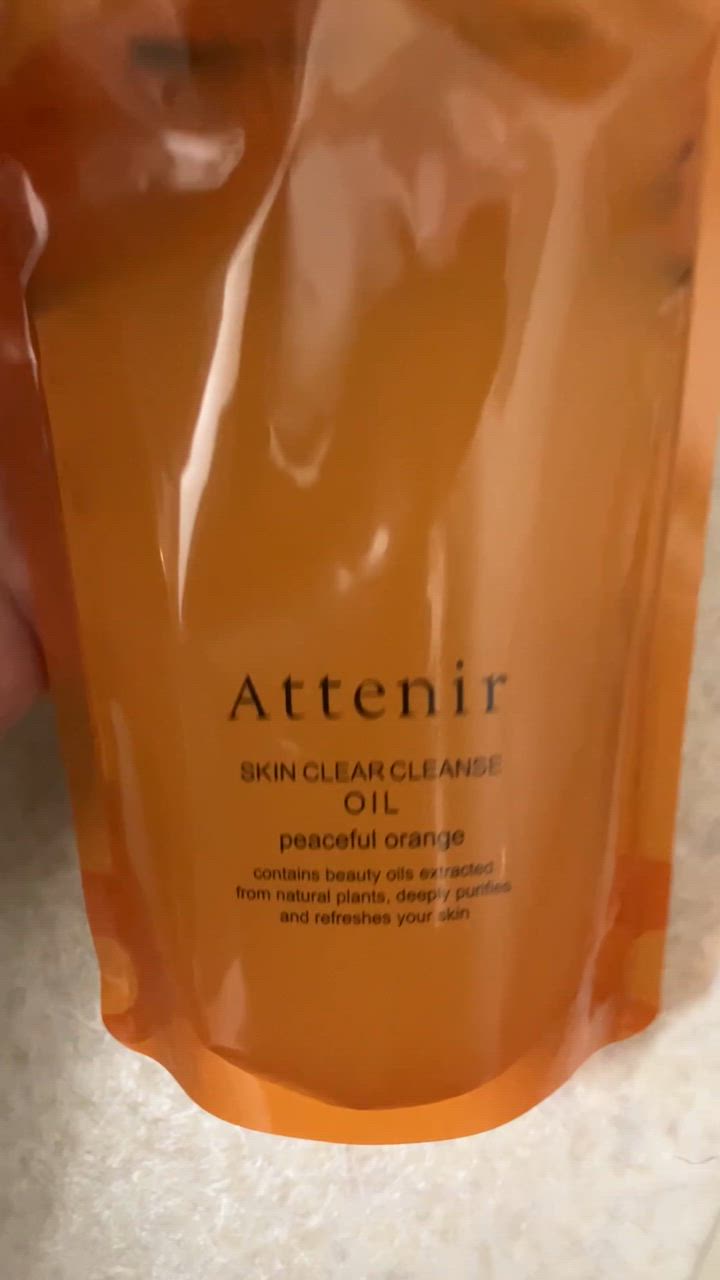 Attenir
SKIN CLEAR CLEANSE
OIL
peaceful orange
contains beauty oils extracted
from natural plants, deeply purifies
and refreshes your skin